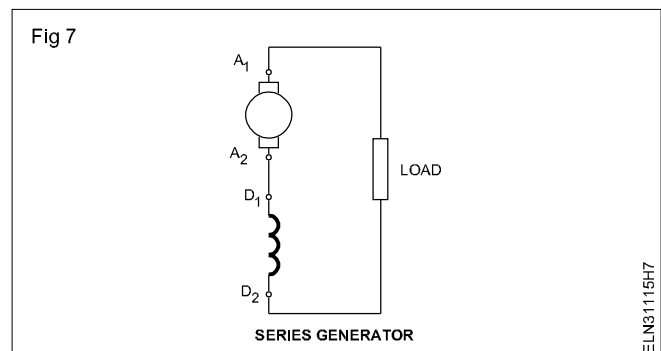 Fig 7
A1
A2
LOAD
D1
D2
SERIES GENERATOR
ELN31115H7